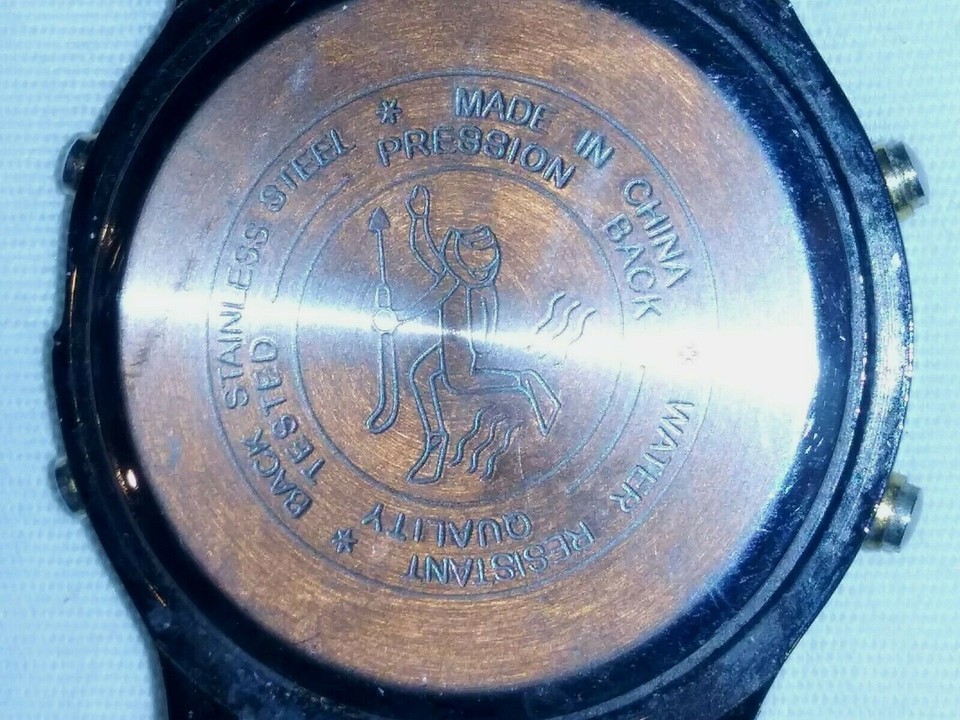 * MADE IN CHINA * WATER RESISTANT * BACK STAINLESS STEEL
PRESSION BACK QUALITY TESTED